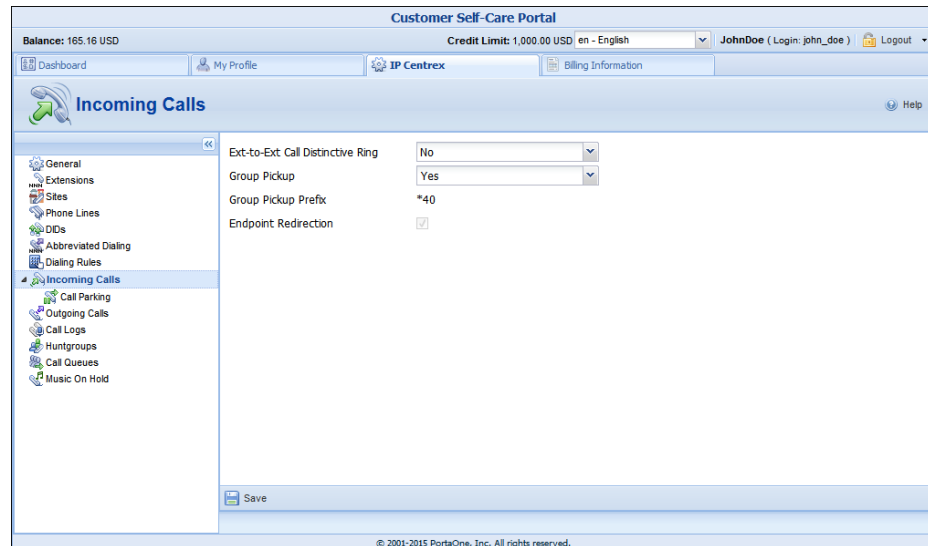 Customer Self-Care Portal
Balance: 165.16 USD Credit Limit: 1,000.00 USD en - English JohnDoe ( Login: john_doe ) Logout
Dashboard My Profile IP Centrex Billing Information
Incoming Calls Help
General
Extensions
Sites
Phone Lines
DIDs
Abbreviated Dialing
Dialing Rules
Incoming Calls
Call Parking
Outgoing Calls
Call Logs
Huntgroups
Call Queues
Music On Hold
Ext-to-Ext Call Distinctive Ring No
Group Pickup Yes
Group Pickup Prefix *40
Endpoint Redirection
Save
© 2001-2015 PortaOne, Inc. All rights reserved.